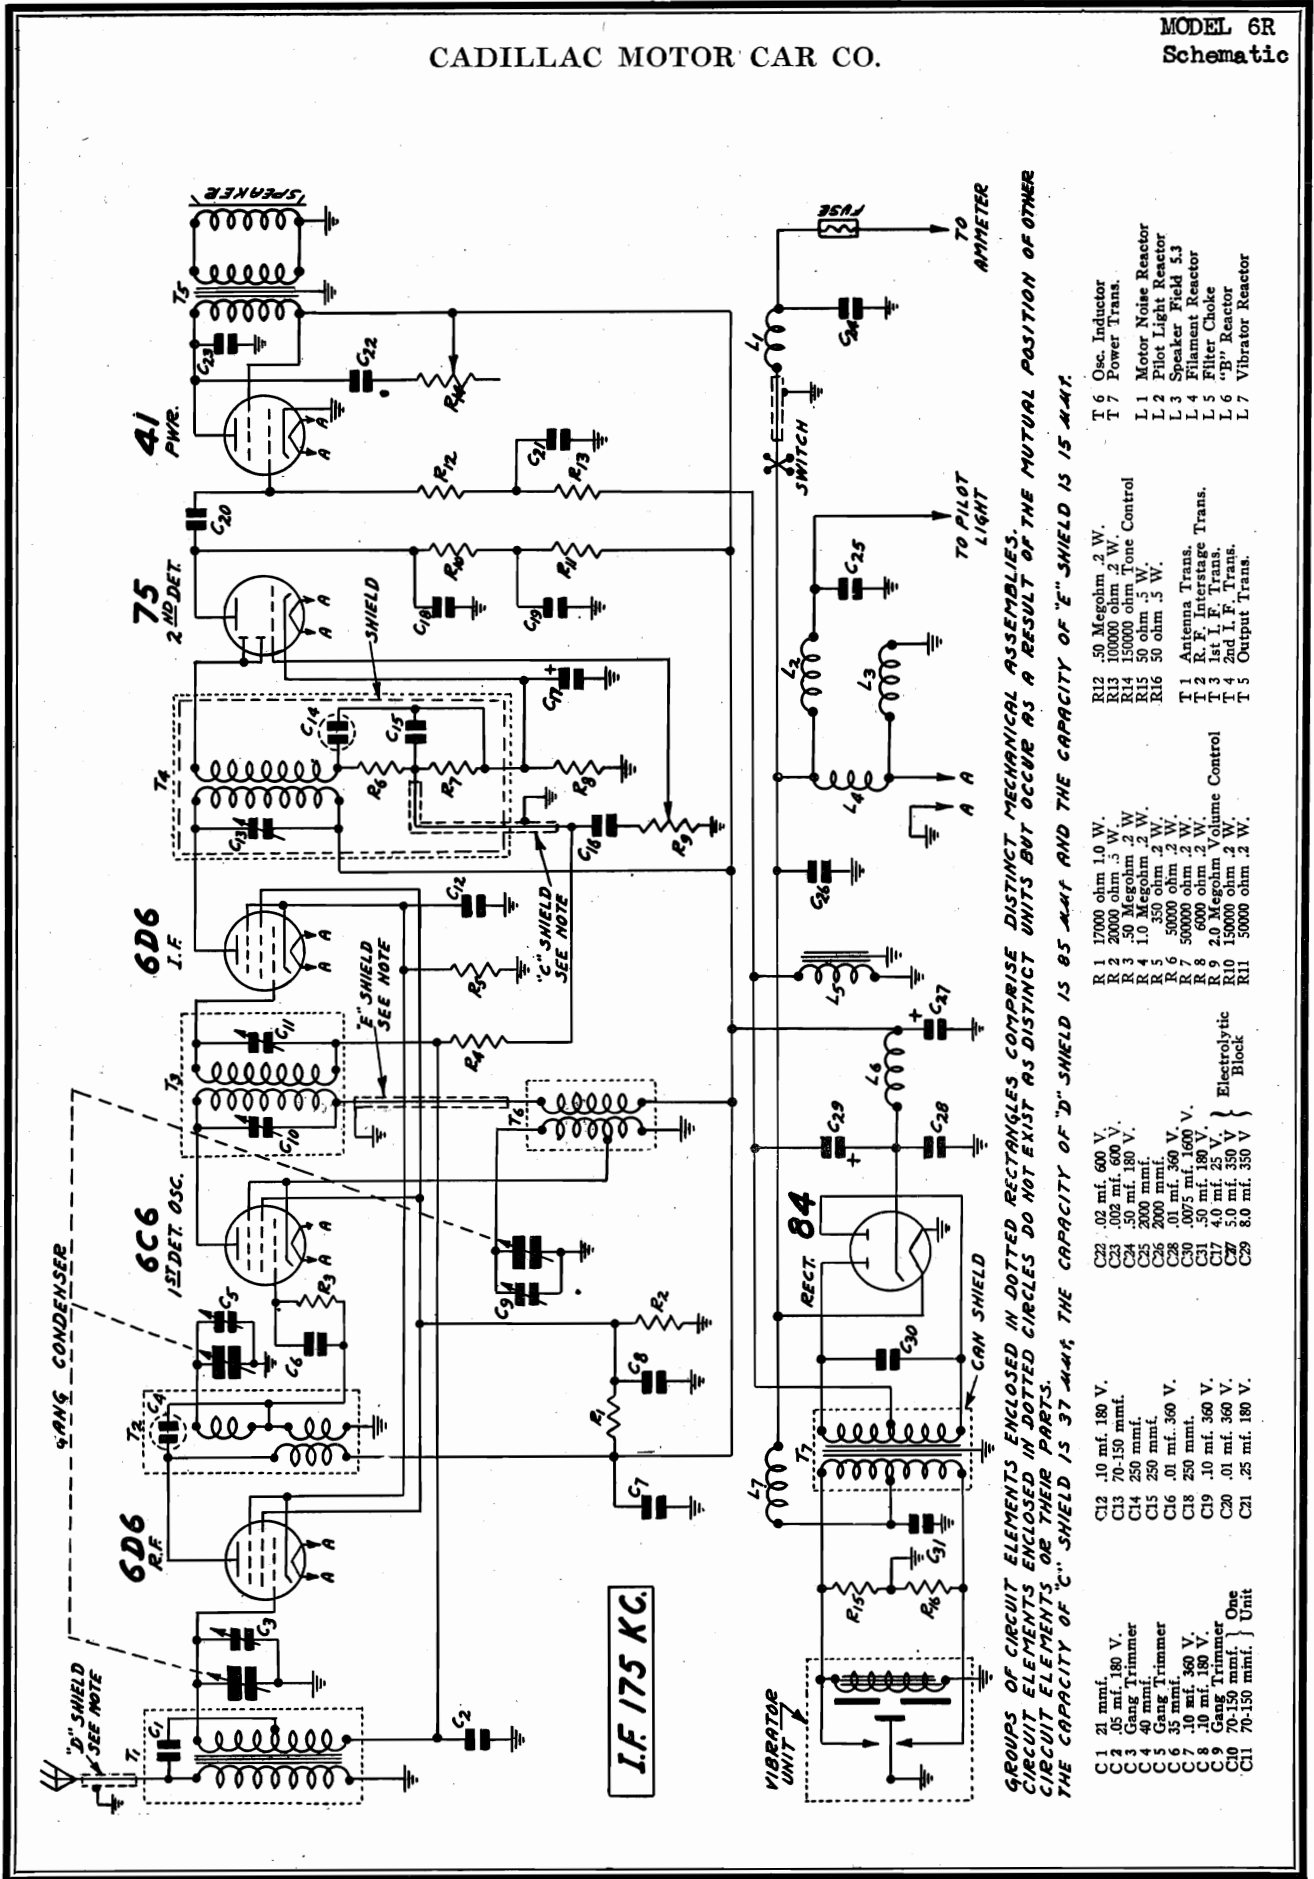 MODEL 6R
Schematic
CADILLAC MOTOR CAR CO.
"D" SHIELD
SEE NOTE
GANG CONDENSER
6D6
R.F.
6C6
1ST DET. OSC.
6D6
I.F.
75
2ND DET.
41
PWR.
SPEAKER
T1
C1
C2
C3
T2
C4
C5
C6
R3
T3
C10
C11
"E" SHIELD
SEE NOTE
"C" SHIELD
SEE NOTE
T4
C13
C14
C15
R6
R7
R8
R9
C16
C17
C12
R5
R4
SHIELD
C18
C19
R10
R11
C20
C21
R12
R13
C22
C23
R14
T5
A A
A A
A A
A A
A A
T6
C9
R1
R2
C7
C8
I.F. 175 KC.
VIBRATOR
UNIT
R15
R16
C31
L7
T7
CAN SHIELD
C30
RECT. 84
C28
C29
L6
C27
L5
C26
A
A
L4
L3
L2
C25
TO PILOT
LIGHT
SWITCH
L1
C24
FUSE
TO
AMMETER
GROUPS OF CIRCUIT ELEMENTS ENCLOSED IN DOTTED RECTANGLES COMPRISE DISTINCT MECHANICAL ASSEMBLIES.
CIRCUIT ELEMENTS ENCLOSED IN DOTTED CIRCLES DO NOT EXIST AS DISTINCT UNITS BUT OCCUR AS A RESULT OF THE MUTUAL POSITION OF OTHER
CIRCUIT ELEMENTS OR THEIR PARTS.
THE CAPACITY OF "C" SHIELD IS 37 MMf, THE CAPACITY OF "D" SHIELD IS 85 MMf AND THE CAPACITY OF "E" SHIELD IS 15 MMf.
C 1 21 mmf.
C 2 .05 mf. 180 V.
C 3 Gang Trimmer
C 4 40 mmf.
C 5 Gang Trimmer
C 6 35 mmf.
C 7 .10 mf. 360 V.
C 8 .10 mf. 180 V.
C 9 Gang Trimmer
C10 70-150 mmf. } One
C11 70-150 mmf. } Unit
C12 .10 mf. 180 V.
C13 70-150 mmf.
C14 250 mmf.
C15 250 mmf.
C16 .01 mf. 360 V.
C18 250 mmf.
C19 .10 mf. 360 V.
C20 .01 mf. 360 V.
C21 .25 mf. 180 V.
C22 .02 mf. 600 V.
C23 .002 mf. 600 V.
C24 .50 mf. 180 V.
C25 2000 mmf.
C26 2000 mmf.
C28 .01 mf. 360 V.
C30 .0075 mf. 1600 V.
C31 .50 mf. 180 V.
C17 4.0 mf. 25 V.
C27 5.0 mf. 350 V } Electrolytic
C29 8.0 mf. 350 V } Block
R 1 17000 ohm 1.0 W.
R 2 20000 ohm .5 W.
R 3 .50 Megohm .2 W
R 4 1.0 Megohm .2 W.
R 5 350 ohm .2 W.
R 6 50000 ohm .2 W.
R 7 500000 ohm .2 W.
R 8 6000 ohm .2 W.
R 9 2.0 Megohm Volume Control
R10 150000 ohm .2 W.
R11 50000 ohm .2 W.
R12 .50 Megohm .2 W.
R13 100000 ohm .2 W.
R14 150000 ohm Tone Control
R15 50 ohm .5 W.
R16 50 ohm .5 W.
T 1 Antenna Trans.
T 2 R. F. Interstage Trans.
T 3 1st I. F. Trans.
T 4 2nd I. F. Trans.
T 5 Output Trans.
T 6 Osc. Inductor
T 7 Power Trans.
L 1 Motor Noise Reactor
L 2 Pilot Light Reactor
L 3 Speaker Field 5.3
L 4 Filament Reactor
L 5 Filter Choke
L 6 "B" Reactor
L 7 Vibrator Reactor